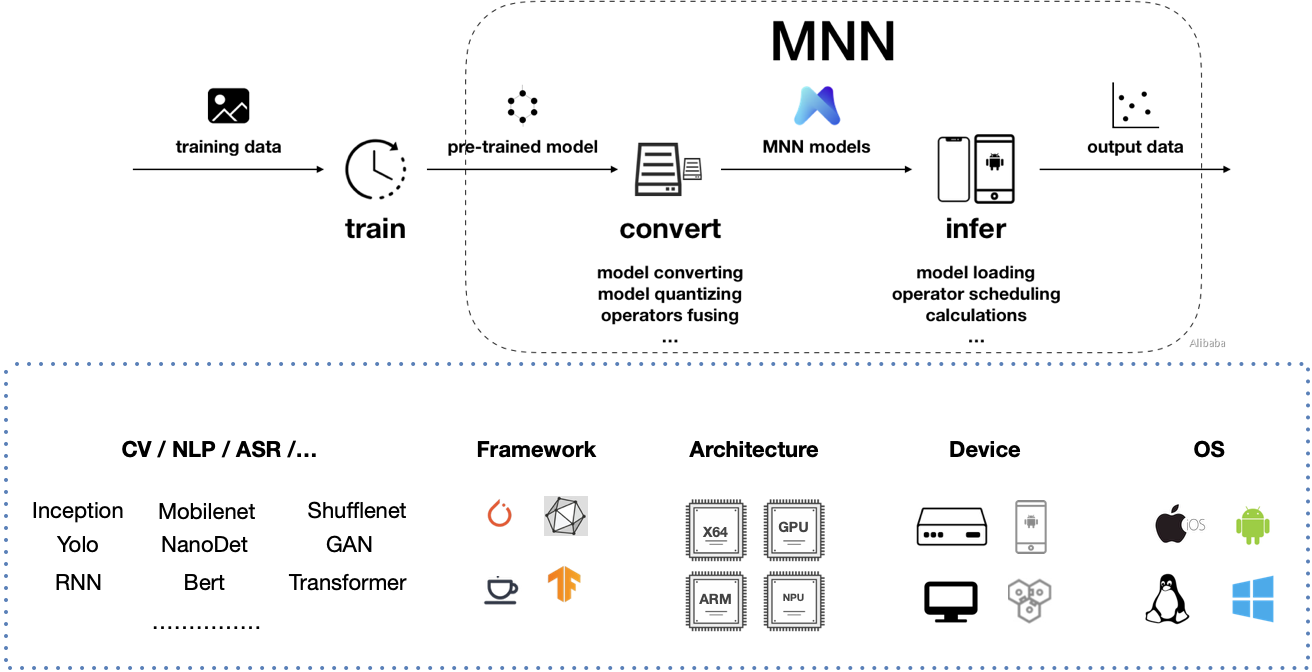 MNN
training data
pre-trained model
MNN models
output data
train
convert
infer
model converting
model quantizing
operators fusing
...
model loading
operator scheduling
calculations
...
Alibaba
CV / NLP / ASR /...
Framework
Architecture
Device
OS
Inception
Mobilenet
Shufflenet
Yolo
NanoDet
GAN
RNN
Bert
Transformer
...............
X64
GPU
ARM
NPU
iOS